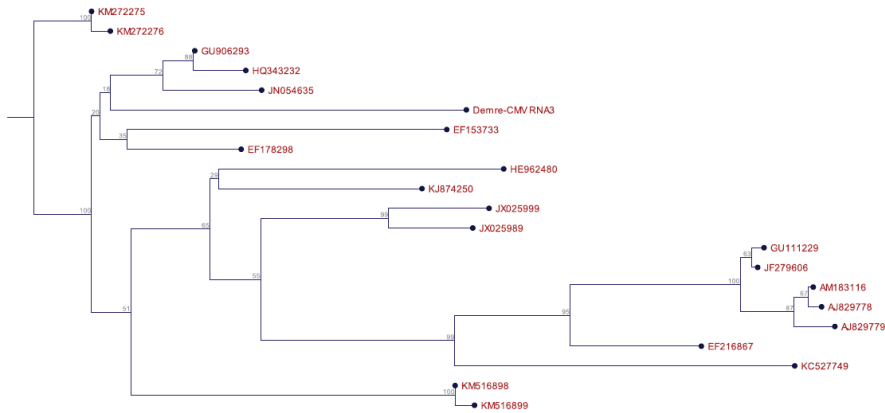 KM272275
100
KM272276
GU906293
88
HQ343232
72
JN054635
18
Demre-CMV RNA3
20
EF153733
35
EF178298
HE962480
29
KJ874250
JX025999
100
99
65
JX025989
GU111229
63
JF279606
55
100
AM183116
67
AJ829778
51
87
95
AJ829779
99
EF216867
KC527749
KM516898
100
KM516899